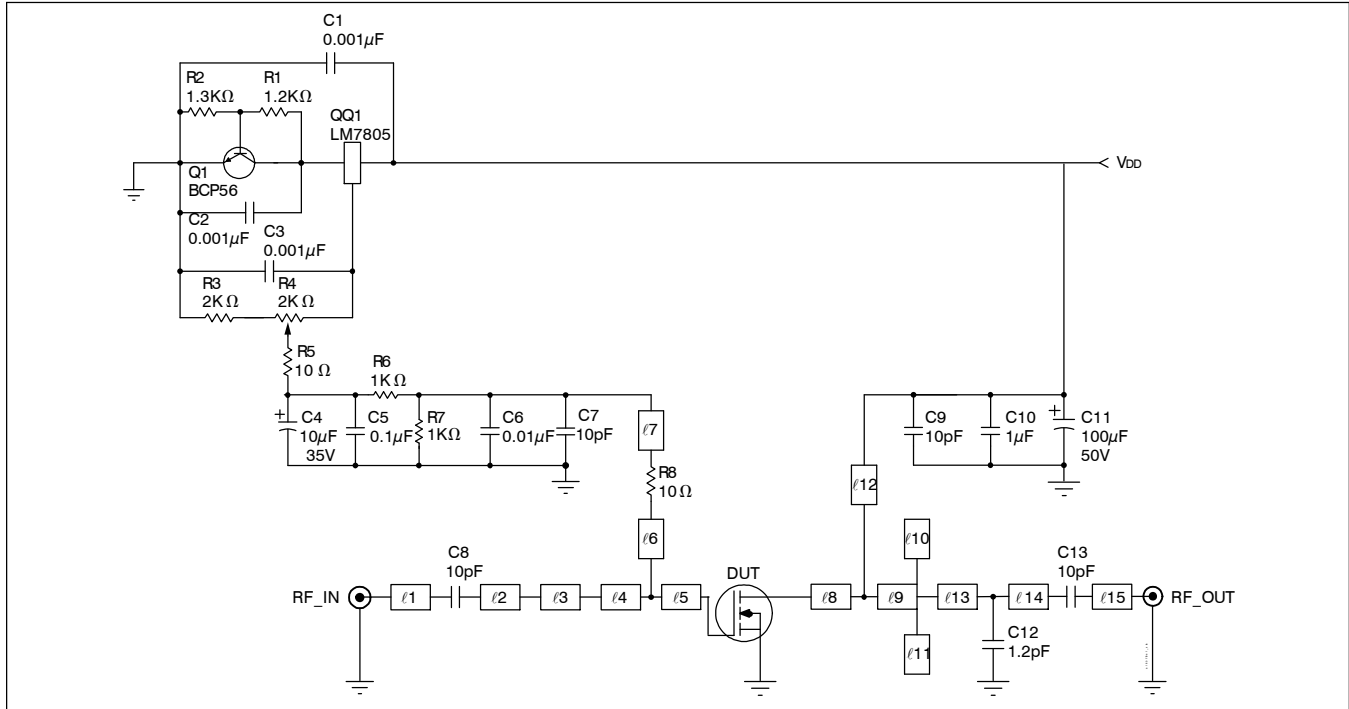 C1
0.001µF
R2
1.3KΩ
R1
1.2KΩ
QQ1
LM7805
VDD
Q1
BCP56
C2
0.001µF
C3
0.001µF
R3
2KΩ
R4
2KΩ
R5
10 Ω
R6
1KΩ
C4
10µF
35V
C5
0.1µF
R7
1KΩ
C6
0.01µF
C7
10pF
ℓ7
R8
10 Ω
ℓ6
C9
10pF
C10
1µF
C11
100µF
50V
ℓ12
ℓ10
RF_IN
ℓ1
C8
10pF
ℓ2
ℓ3
ℓ4
ℓ5
DUT
ℓ8
ℓ9
ℓ13
ℓ14
C13
10pF
ℓ15
RF_OUT
ℓ11
C12
1.2pF